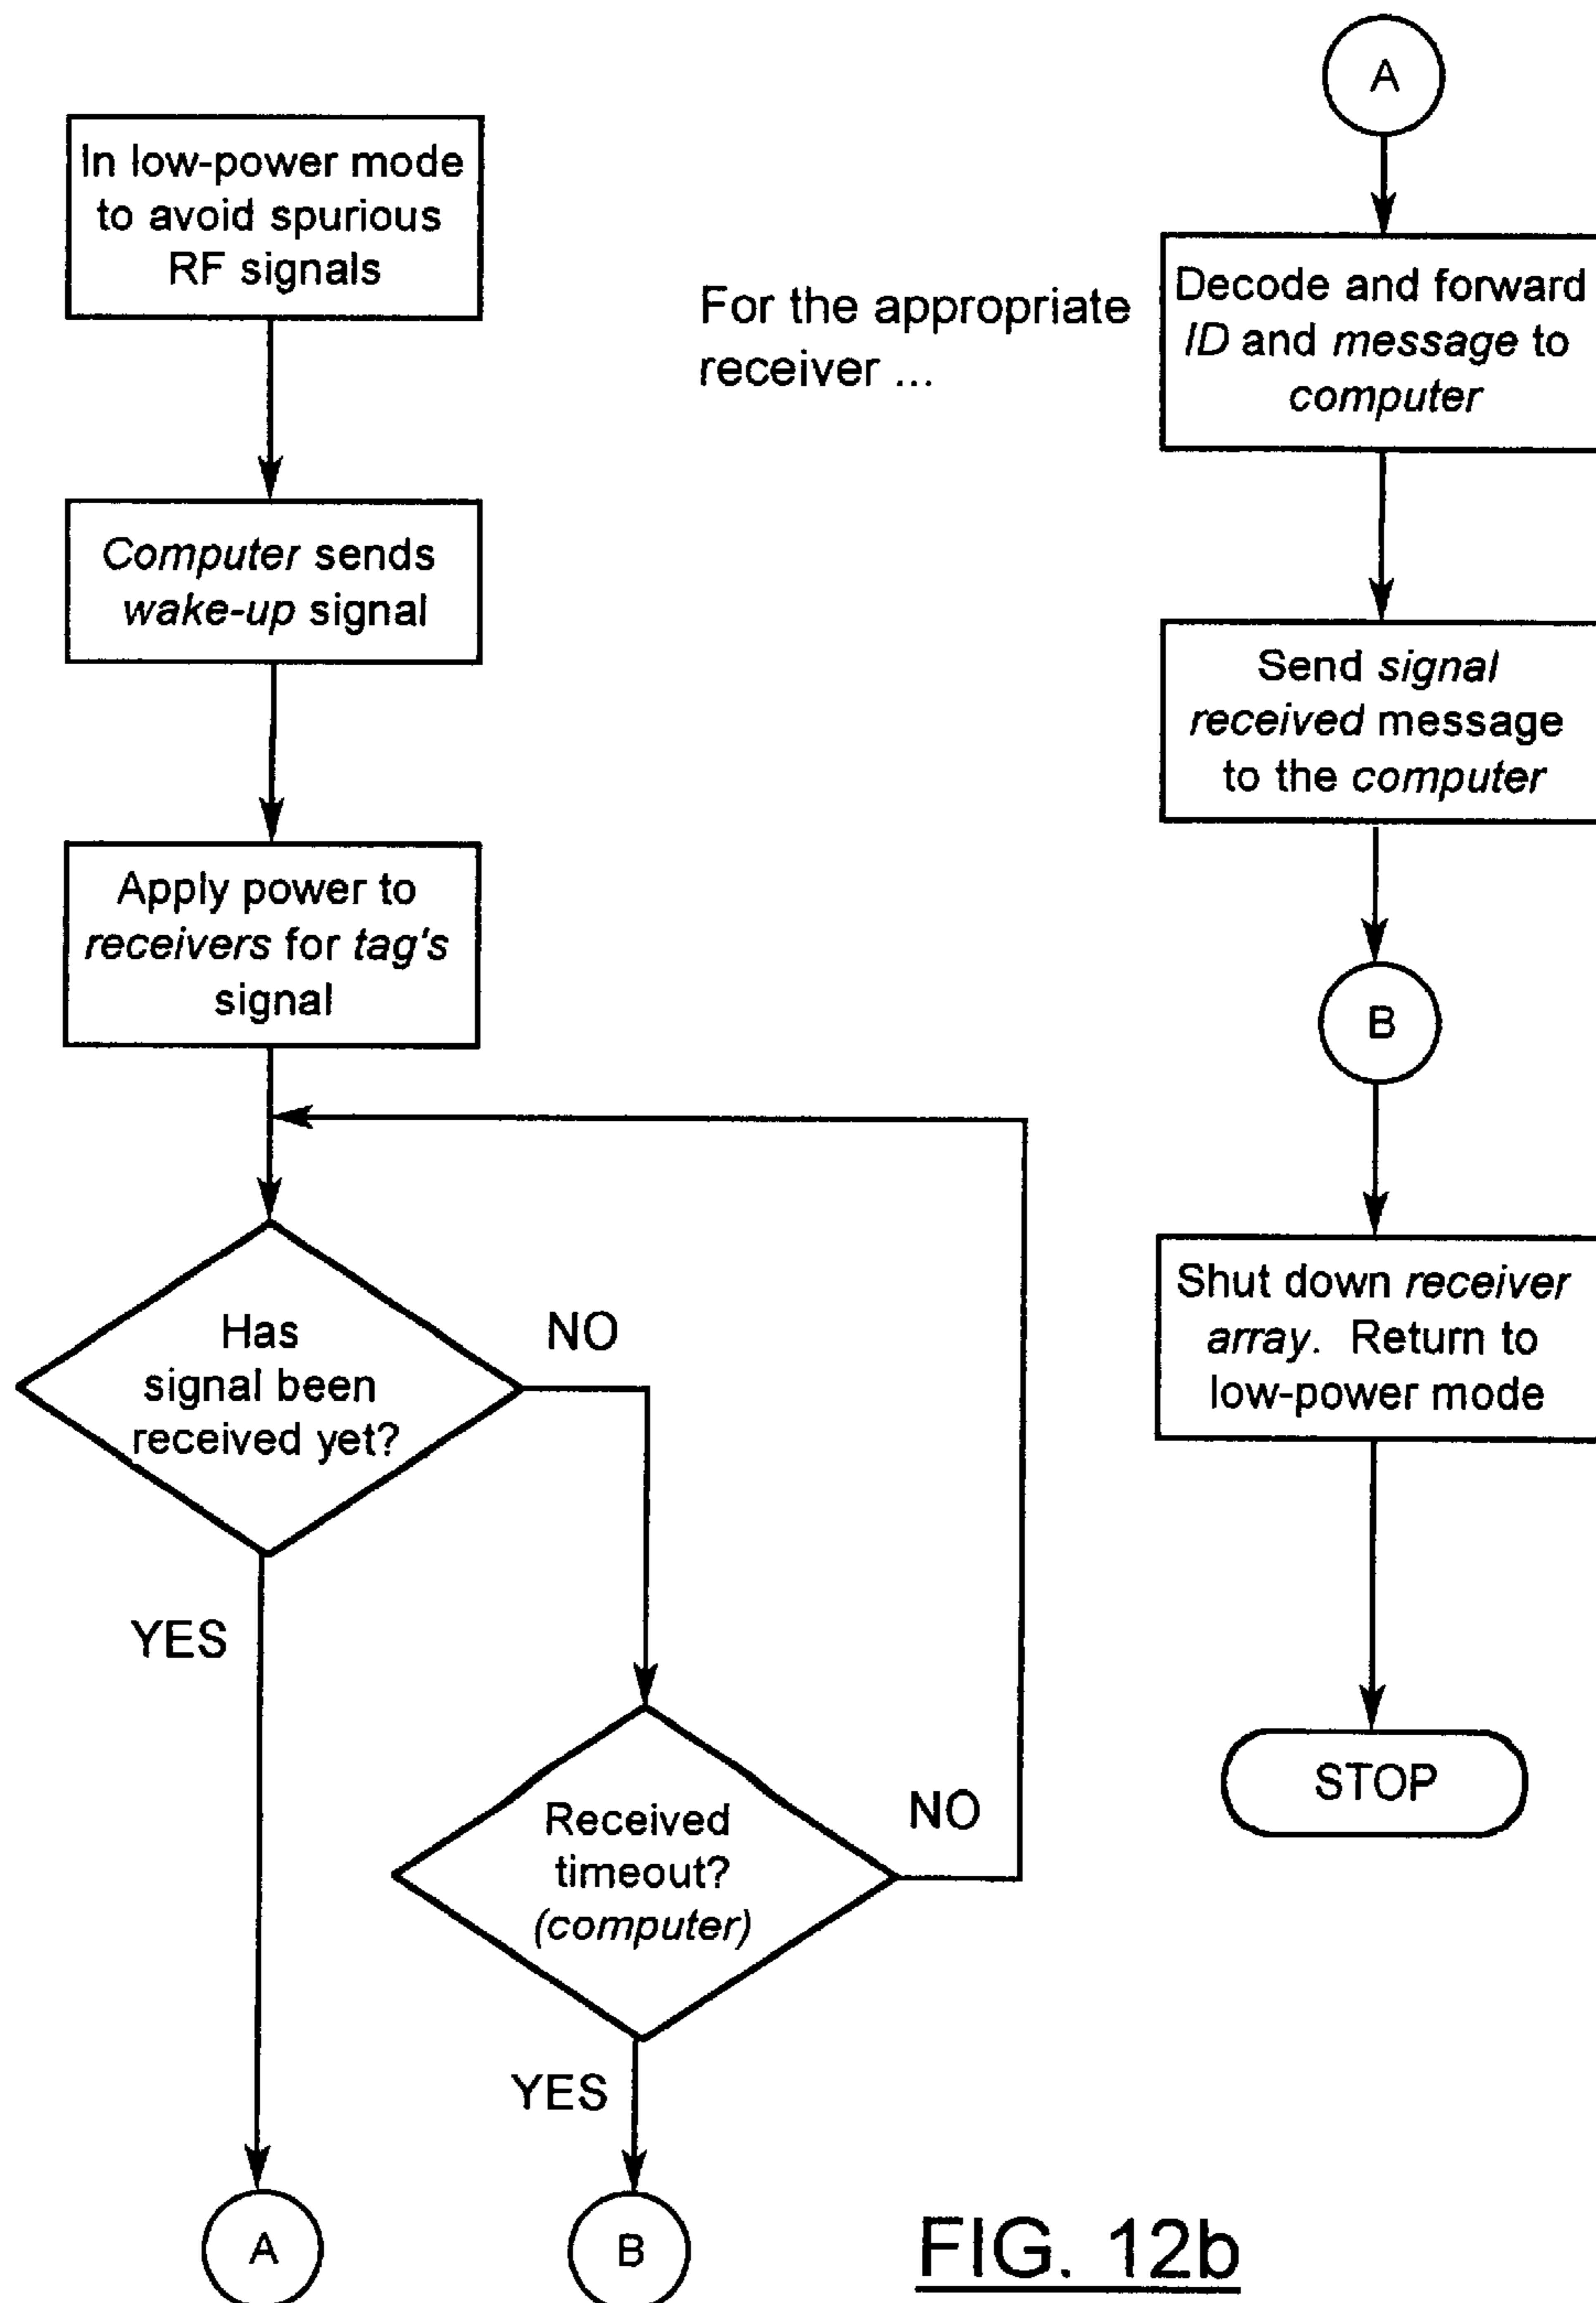 In low-power mode
to avoid spurious
RF signals
Computer sends
wake-up signal
Apply power to
receivers for tag's
signal
Has
signal been
received yet?
NO
YES
Received
timeout?
(computer)
NO
YES
A
B
For the appropriate
receiver ...
A
Decode and forward
ID and message to
computer
Send signal
received message
to the computer
B
Shut down receiver
array. Return to
low-power mode
STOP
FIG. 12b